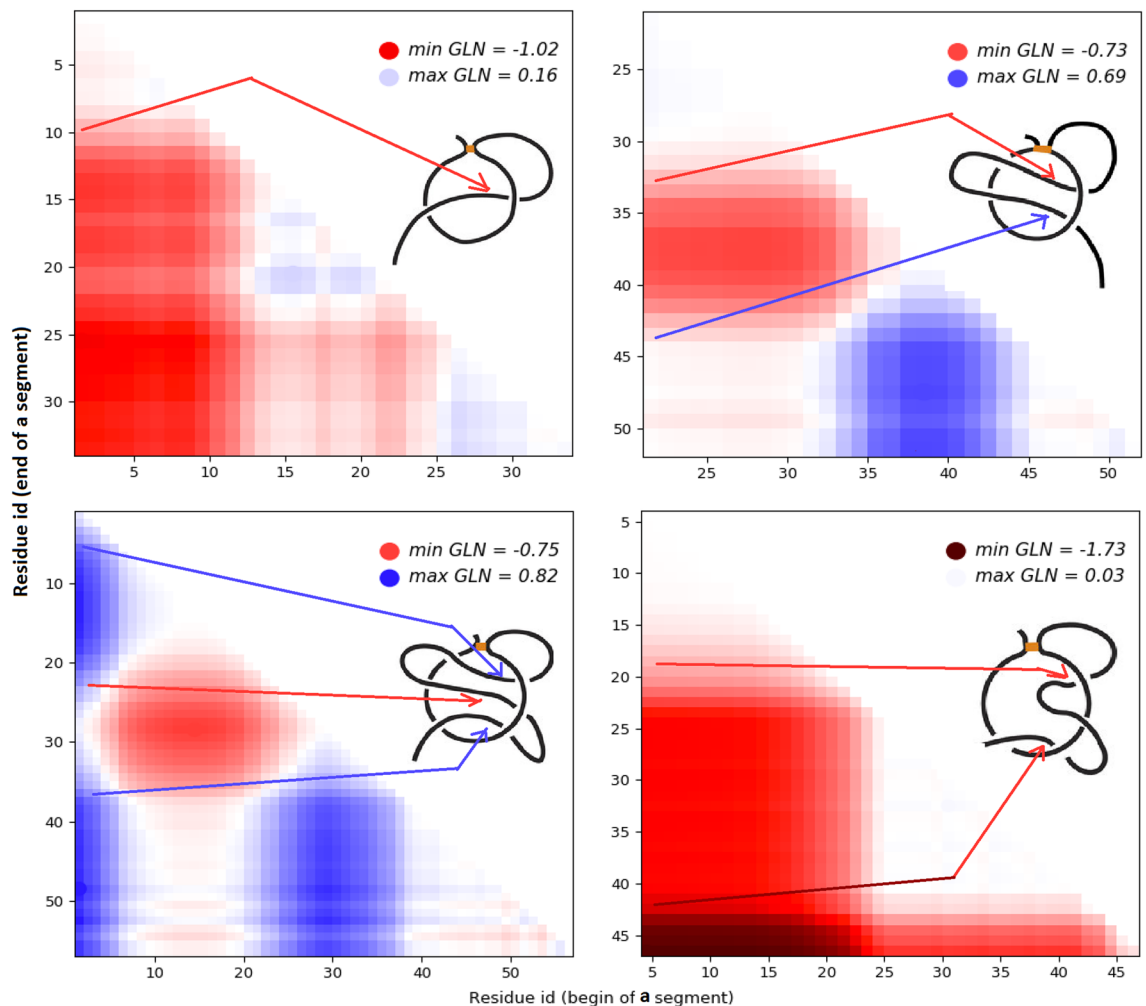 min GLN = -1.02
max GLN = 0.16
5
10
15
20
25
30
5 10 15 20 25 30
min GLN = -0.73
max GLN = 0.69
25
30
35
40
45
50
25 30 35 40 45 50
Residue id (end of a segment)
min GLN = -0.75
max GLN = 0.82
10
20
30
40
50
10 20 30 40 50
min GLN = -1.73
max GLN = 0.03
5
10
15
20
25
30
35
40
45
5 10 15 20 25 30 35 40 45
Residue id (begin of a segment)